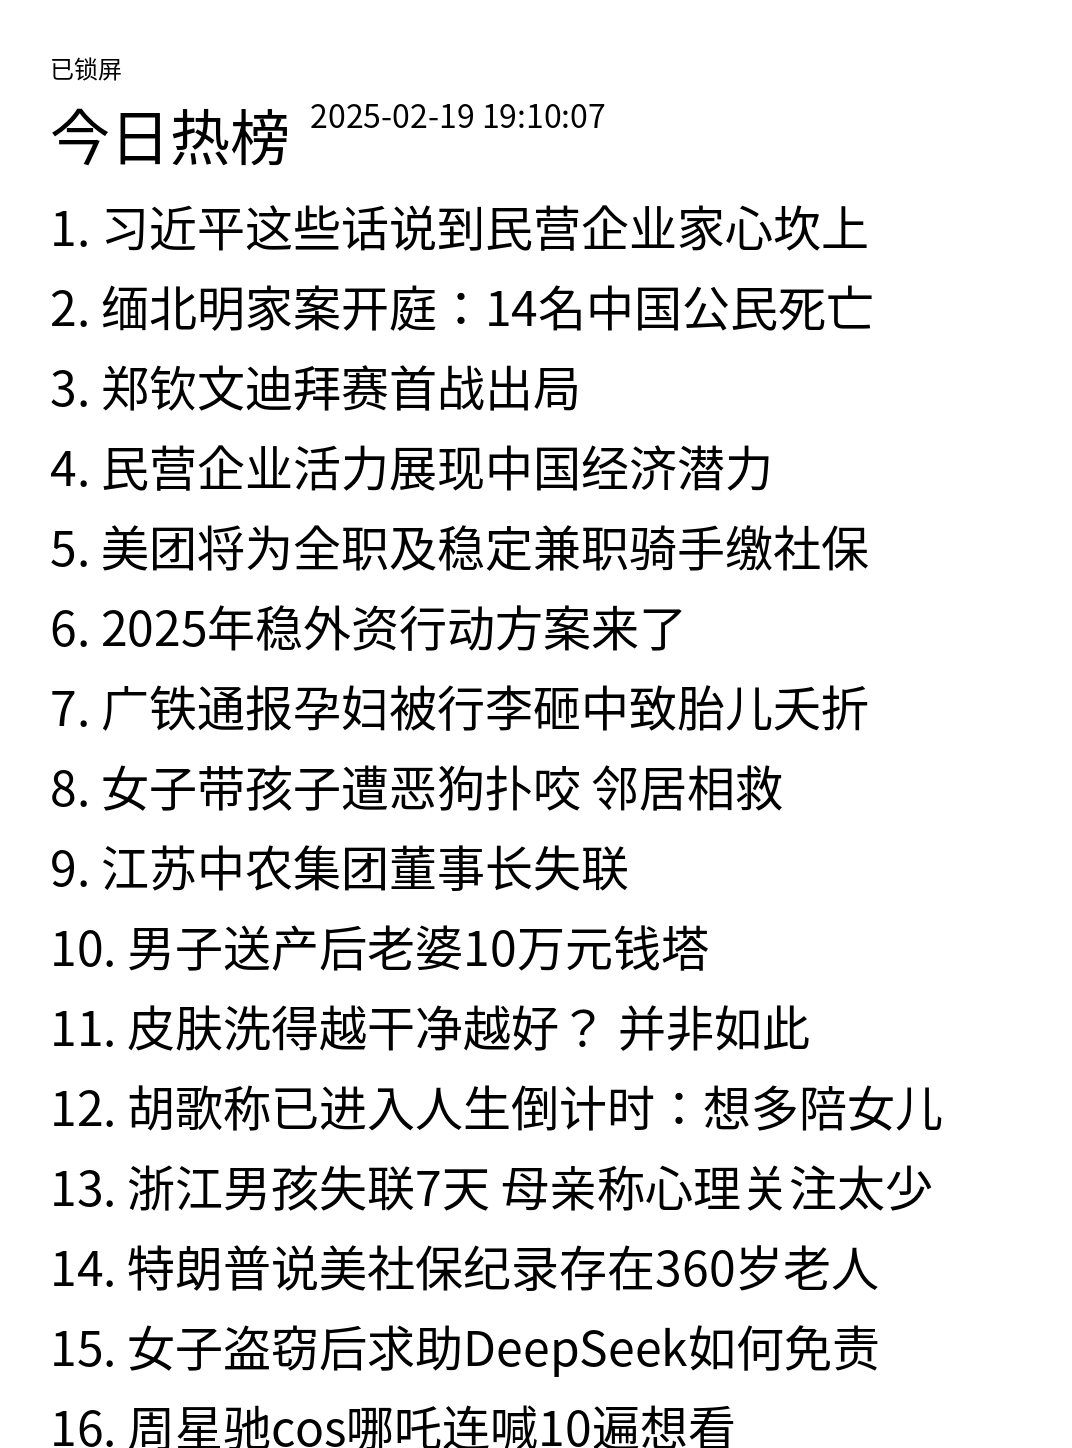 已锁屏
今日热榜 2025-02-19 19:10:07
1. 习近平这些话说到民营企业家心坎上
2. 缅北明家案开庭：14名中国公民死亡
3. 郑钦文迪拜赛首战出局
4. 民营企业活力展现中国经济潜力
5. 美团将为全职及稳定兼职骑手缴社保
6. 2025年稳外资行动方案来了
7. 广铁通报孕妇被行李砸中致胎儿夭折
8. 女子带孩子遭恶狗扑咬 邻居相救
9. 江苏中农集团董事长失联
10. 男子送产后老婆10万元钱塔
11. 皮肤洗得越干净越好？ 并非如此
12. 胡歌称已进入人生倒计时：想多陪女儿
13. 浙江男孩失联7天 母亲称心理关注太少
14. 特朗普说美社保纪录存在360岁老人
15. 女子盗窃后求助DeepSeek如何免责
16. 周星驰cos哪吒连喊10遍想看